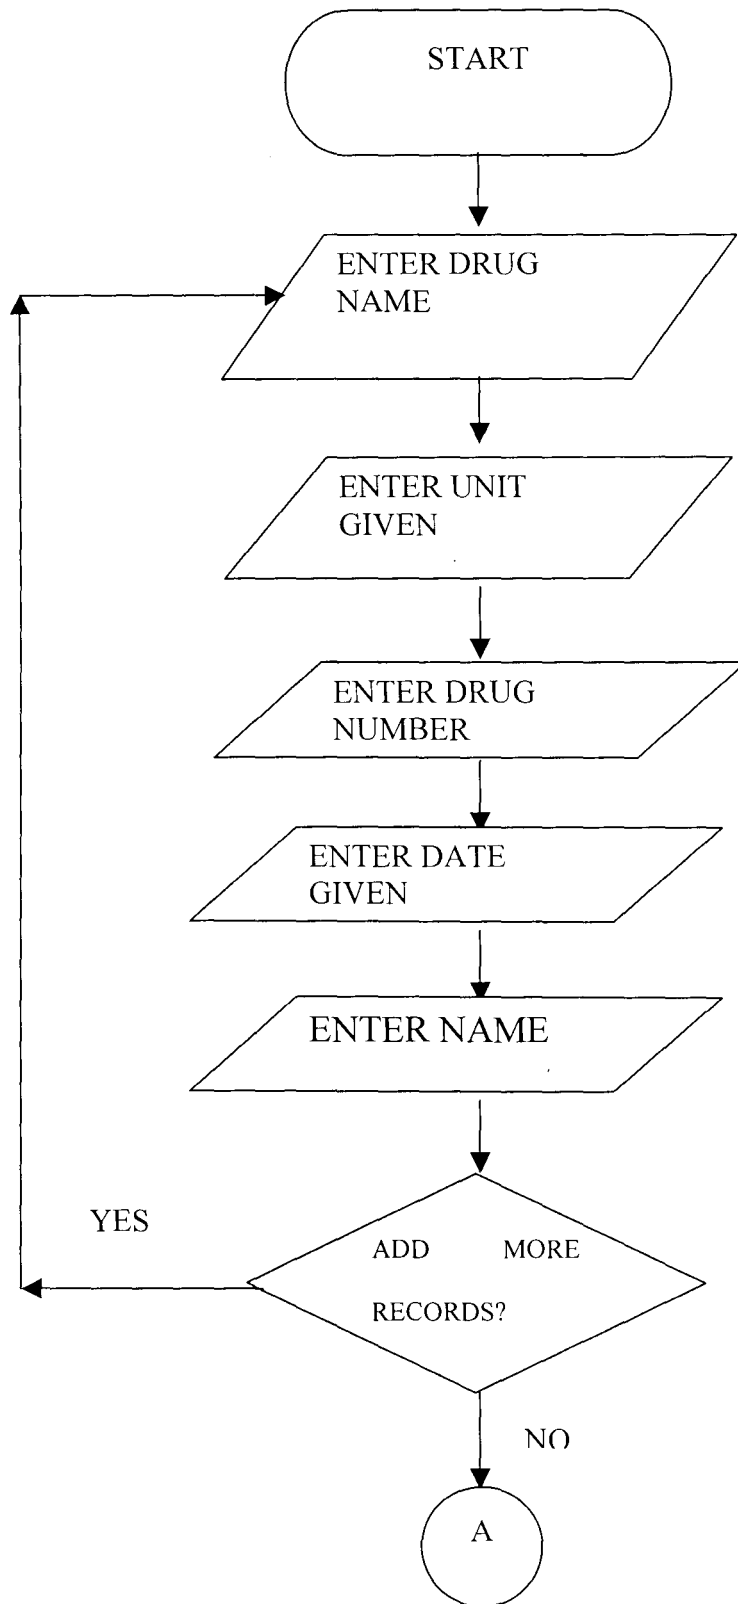 START
ENTER DRUG
NAME
ENTER UNIT
GIVEN
ENTER DRUG
NUMBER
ENTER DATE
GIVEN
ENTER NAME
YES
ADD MORE
RECORDS?
NO
A